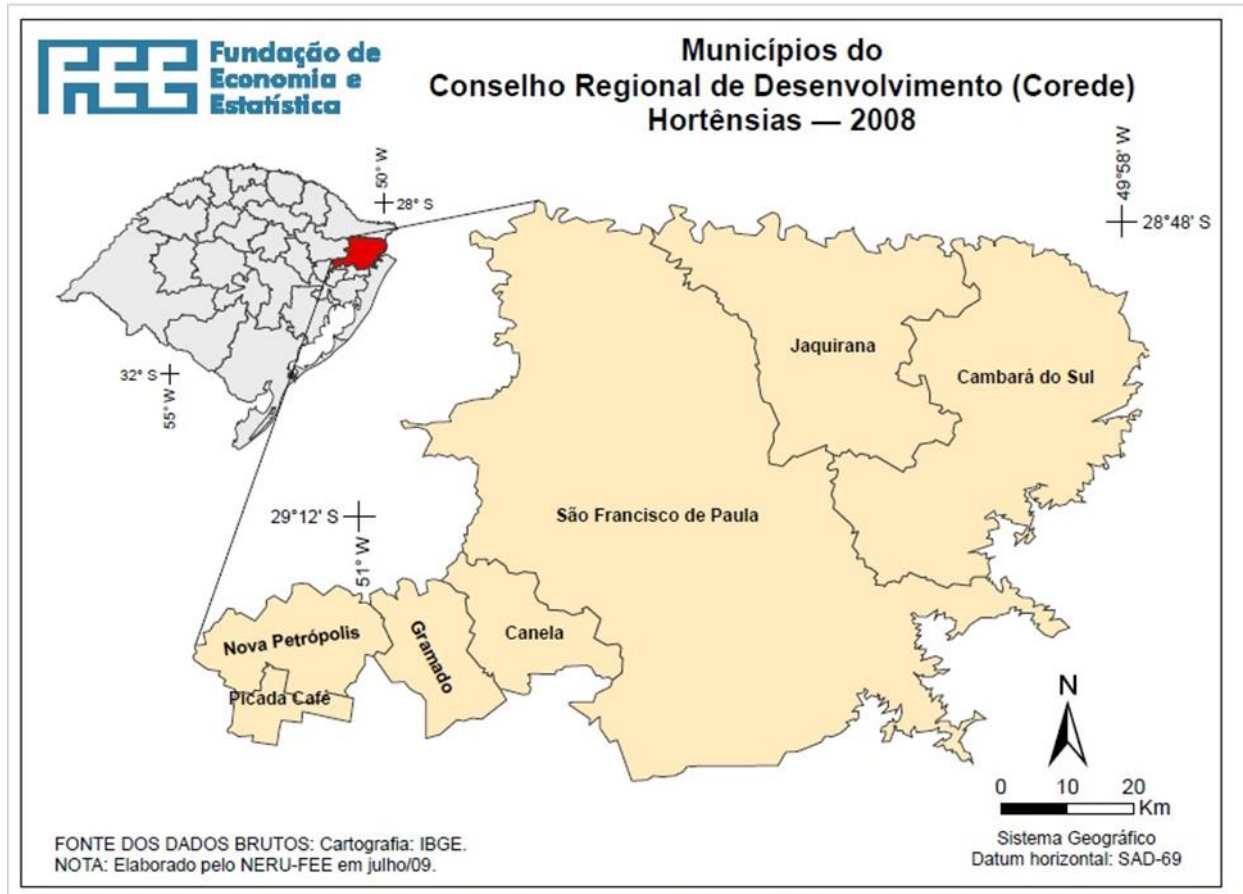 FEE
Fundação de
Economia e
Estatística
Municípios do
Conselho Regional de Desenvolvimento (Corede)
Hortênsias — 2008
50° W
28° S
49°58' W
28°48' S
32° S
55° W
Jaquirana
Cambará do Sul
São Francisco de Paula
29°12' S
51° W
Nova Petrópolis
Gramado
Canela
Picada Café
N
0 10 20
Km
Sistema Geográfico
Datum horizontal: SAD-69
FONTE DOS DADOS BRUTOS: Cartografia: IBGE.
NOTA: Elaborado pelo NERU-FEE em julho/09.